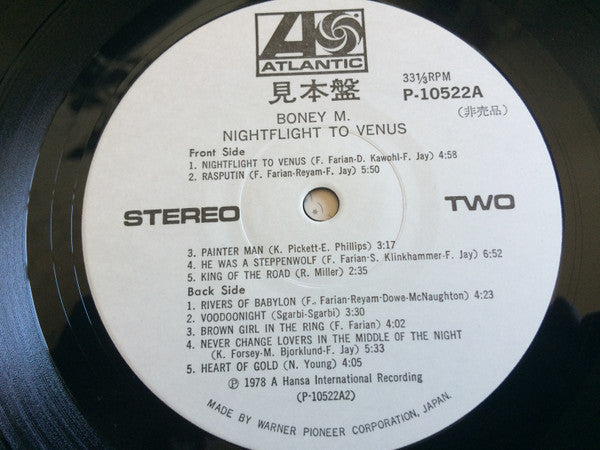 ATLANTIC
見本盤
33⅓RPM
P-10522A
(非売品)
BONEY M.
NIGHTFLIGHT TO VENUS
Front Side
1. NIGHTFLIGHT TO VENUS (F. Farian-D. Kawohl-F. Jay) 4:58
2. RASPUTIN (F. Farian-Reyam-F. Jay) 5:50
STEREO
TWO
3. PAINTER MAN (K. Pickett-E. Phillips) 3:17
4. HE WAS A STEPPENWOLF (F. Farian-S. Klinkhammer-F. Jay) 6:52
5. KING OF THE ROAD (R. Miller) 2:35
Back Side
1. RIVERS OF BABYLON (F. Farian-Reyam-Dowe-McNaughton) 4:23
2. VOODOONIGHT (Sgarbi-Sgarbi) 3:30
3. BROWN GIRL IN THE RING (F. Farian) 4:02
4. NEVER CHANGE LOVERS IN THE MIDDLE OF THE NIGHT
(K. Forsey-M. Bjorklund-F. Jay) 5:33
5. HEART OF GOLD (N. Young) 4:05
Ⓟ 1978 A Hansa International Recording
(P-10522A2)
MADE BY WARNER PIONEER CORPORATION, JAPAN.